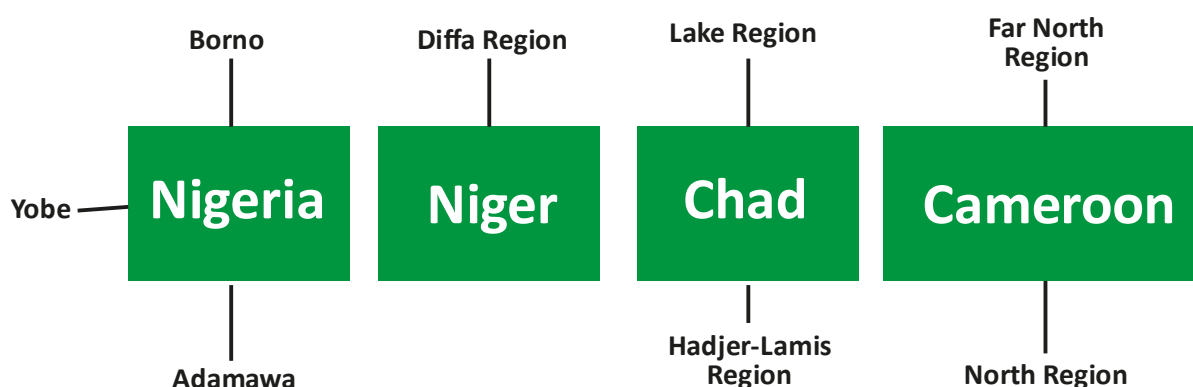 Borno
Diffa Region
Lake Region
Far North
Region
Yobe
Nigeria
Niger
Chad
Cameroon
Adamawa
Hadjer-Lamis
Region
North Region